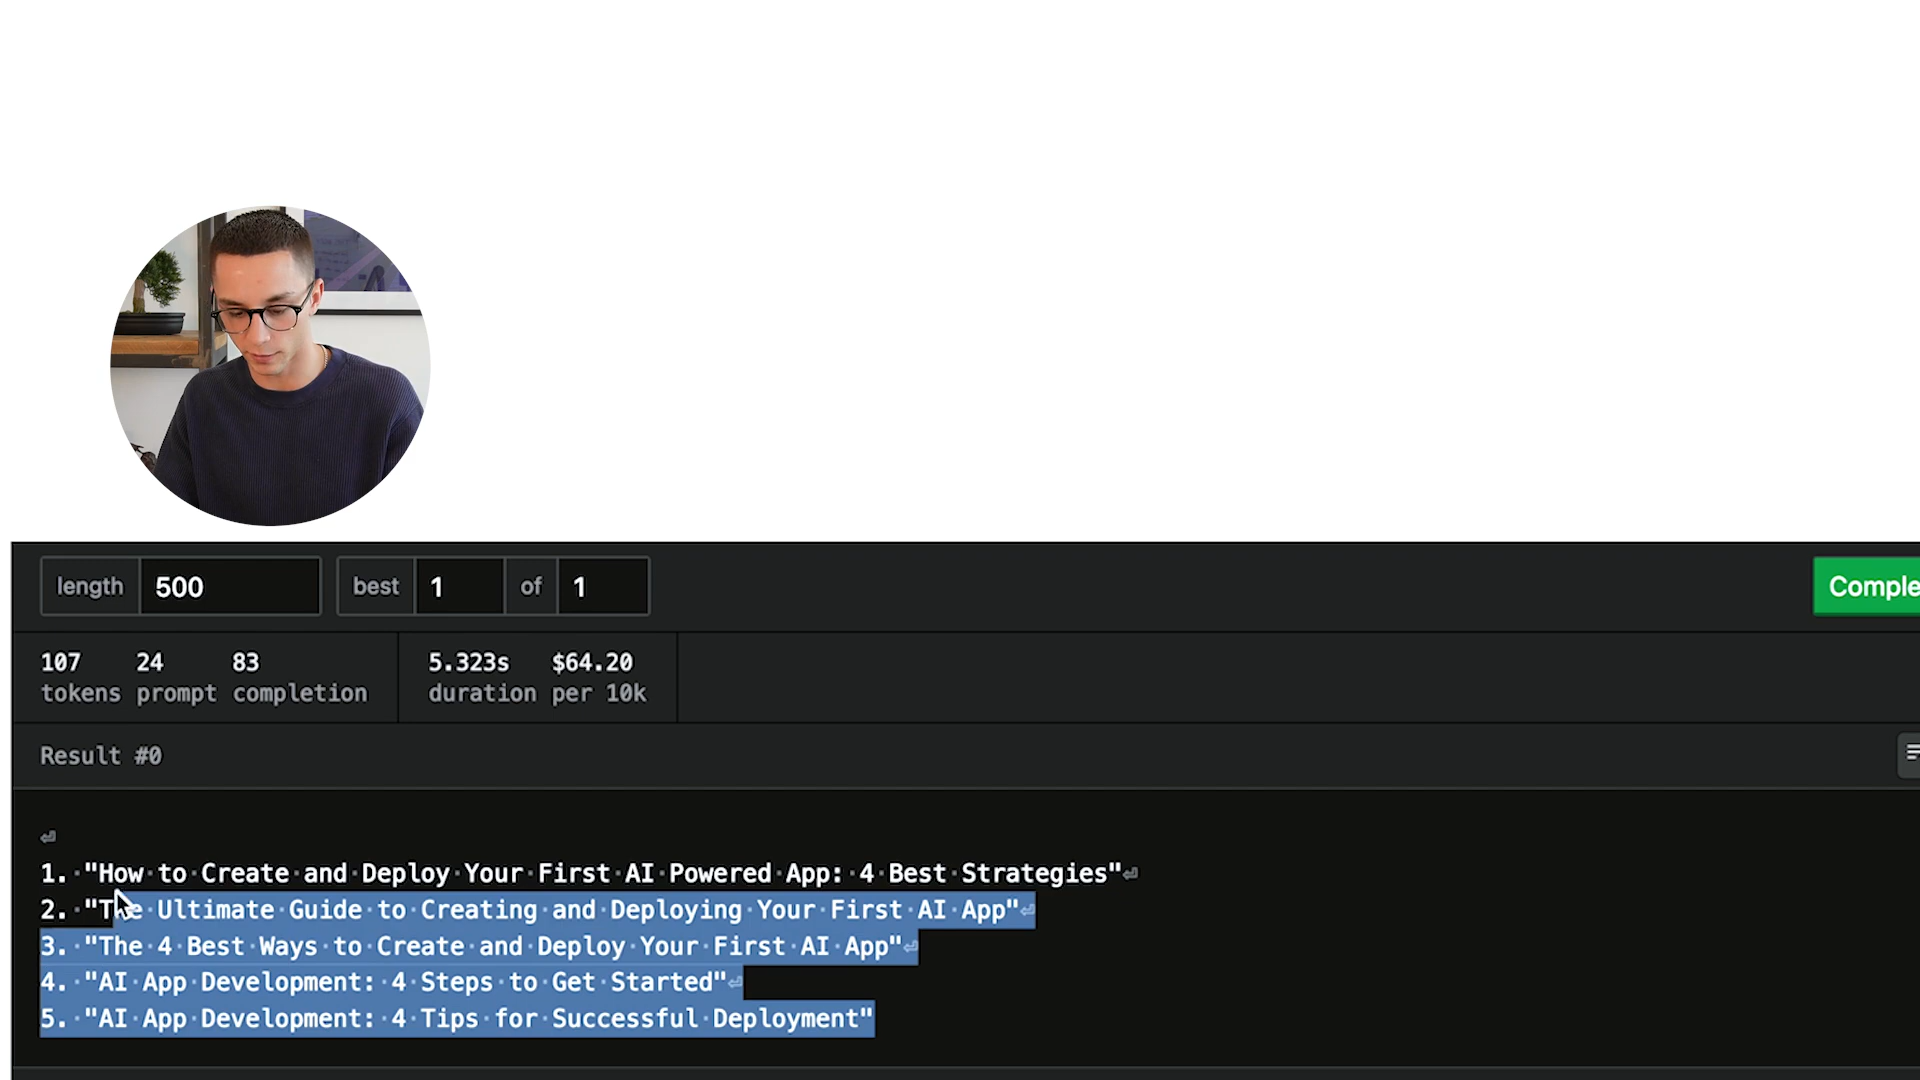 length 500 best 1 of 1 Comple
107 24 83 5.323s $64.20
tokens prompt completion duration per 10k
Result #0
1. "How to Create and Deploy Your First AI Powered App: 4 Best Strategies"
2. "The Ultimate Guide to Creating and Deploying Your First AI App"
3. "The 4 Best Ways to Create and Deploy Your First AI App"
4. "AI App Development: 4 Steps to Get Started"
5. "AI App Development: 4 Tips for Successful Deployment"